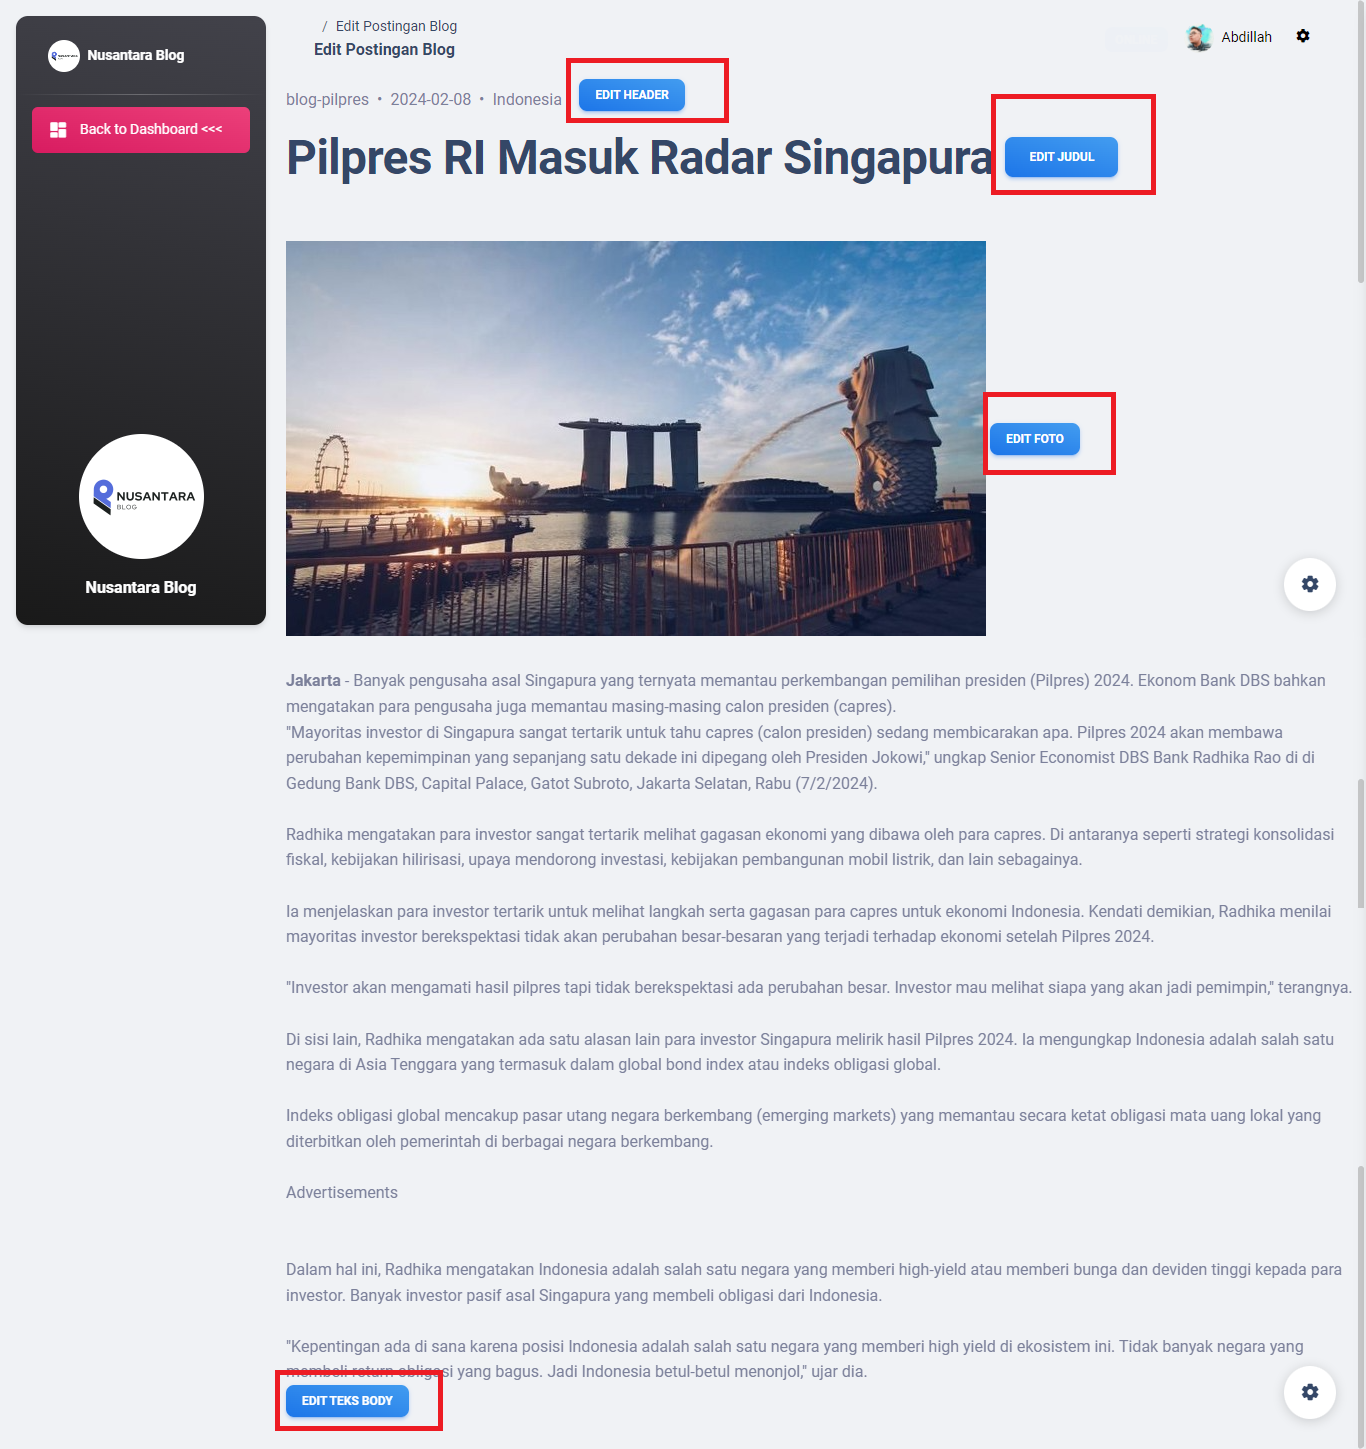 Nusantara Blog
Back to Dashboard <<<
NUSANTARA
BLOG
Nusantara Blog
/ Edit Postingan Blog
Edit Postingan Blog
Abdillah
blog-pilpres • 2024-02-08 • Indonesia
EDIT HEADER
Pilpres RI Masuk Radar Singapura
EDIT JUDUL
EDIT FOTO
Jakarta - Banyak pengusaha asal Singapura yang ternyata memantau perkembangan pemilihan presiden (Pilpres) 2024. Ekonom Bank DBS bahkan
mengatakan para pengusaha juga memantau masing-masing calon presiden (capres).
"Mayoritas investor di Singapura sangat tertarik untuk tahu capres (calon presiden) sedang membicarakan apa. Pilpres 2024 akan membawa
perubahan kepemimpinan yang sepanjang satu dekade ini dipegang oleh Presiden Jokowi," ungkap Senior Economist DBS Bank Radhika Rao di di
Gedung Bank DBS, Capital Palace, Gatot Subroto, Jakarta Selatan, Rabu (7/2/2024).
Radhika mengatakan para investor sangat tertarik melihat gagasan ekonomi yang dibawa oleh para capres. Di antaranya seperti strategi konsolidasi
fiskal, kebijakan hilirisasi, upaya mendorong investasi, kebijakan pembangunan mobil listrik, dan lain sebagainya.
Ia menjelaskan para investor tertarik untuk melihat langkah serta gagasan para capres untuk ekonomi Indonesia. Kendati demikian, Radhika menilai
mayoritas investor berekspektasi tidak akan perubahan besar-besaran yang terjadi terhadap ekonomi setelah Pilpres 2024.
"Investor akan mengamati hasil pilpres tapi tidak berekspektasi ada perubahan besar. Investor mau melihat siapa yang akan jadi pemimpin," terangnya.
Di sisi lain, Radhika mengatakan ada satu alasan lain para investor Singapura melirik hasil Pilpres 2024. Ia mengungkap Indonesia adalah salah satu
negara di Asia Tenggara yang termasuk dalam global bond index atau indeks obligasi global.
Indeks obligasi global mencakup pasar utang negara berkembang (emerging markets) yang memantau secara ketat obligasi mata uang lokal yang
diterbitkan oleh pemerintah di berbagai negara berkembang.
Advertisements
Dalam hal ini, Radhika mengatakan Indonesia adalah salah satu negara yang memberi high-yield atau memberi bunga dan deviden tinggi kepada para
investor. Banyak investor pasif asal Singapura yang membeli obligasi dari Indonesia.
"Kepentingan ada di sana karena posisi Indonesia adalah salah satu negara yang memberi high yield di ekosistem ini. Tidak banyak negara yang
membeli return obligasi yang bagus. Jadi Indonesia betul-betul menonjol," ujar dia.
EDIT TEKS BODY